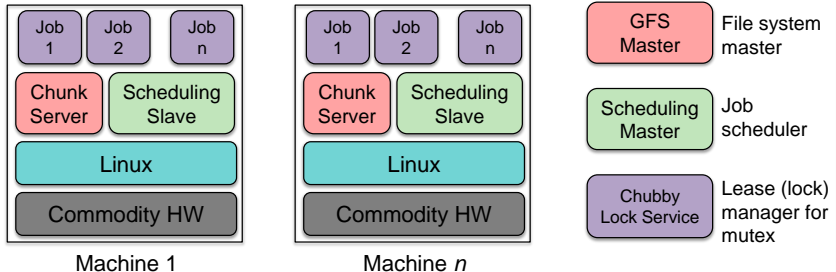 Job
1
Job
2
Job
n
Chunk
Server
Scheduling
Slave
Linux
Commodity HW
Machine 1
Job
1
Job
2
Job
n
Chunk
Server
Scheduling
Slave
Linux
Commodity HW
Machine n
GFS
Master
File system
master
Scheduling
Master
Job
scheduler
Chubby
Lock Service
Lease (lock)
manager for
mutex